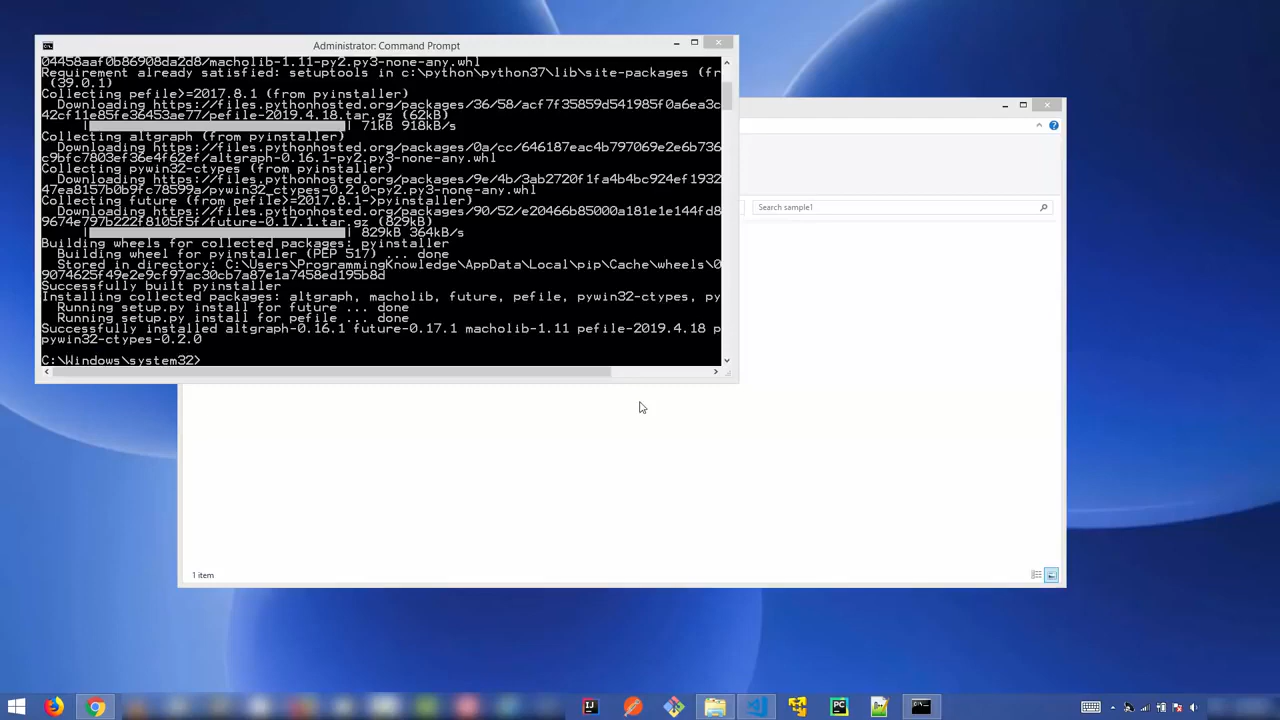 Administrator: Command Prompt
04458aaf0b86908da2d8/macholib-1.11-py2.py3-none-any.whl
Requirement already satisfied: setuptools in c:\python\python37\lib\site-packages (fr
(39.0.1)
Collecting pefile>=2017.8.1 (from pyinstaller)
Downloading https://files.pythonhosted.org/packages/36/58/acf7f35859d541985f0a6ea3c
42cf11e85fe36453ae77/pefile-2019.4.18.tar.gz (62kB)
|| 71kB 918kB/s
Collecting altgraph (from pyinstaller)
Downloading https://files.pythonhosted.org/packages/0a/cc/646187eac4b797069e2e6b736
c9bfc7803ef36e4f62ef/altgraph-0.16.1-py2.py3-none-any.whl
Collecting pywin32-ctypes (from pyinstaller)
Downloading https://files.pythonhosted.org/packages/9e/4b/3ab2720f1fa4b4bc924ef1932
47ea8157b0b9fc78599a/pywin32_ctypes-0.2.0-py2.py3-none-any.whl
Collecting future (from pefile>=2017.8.1->pyinstaller)
Downloading https://files.pythonhosted.org/packages/90/52/e20466b85000a181e1e144fd8
9674e797b222f8105f5f/future-0.17.1.tar.gz (829kB)
|| 829kB 364kB/s
Building wheels for collected packages: pyinstaller
Building wheel for pyinstaller (PEP 517) ... done
Stored in directory: C:\Users\ProgrammingKnowledge\AppData\Local\pip\Cache\wheels\0
9074625f49e2e9cf97ac30cb7a87e1a7458ed195b8d
Successfully built pyinstaller
Installing collected packages: altgraph, macholib, future, pefile, pywin32-ctypes, py
Running setup.py install for future ... done
Running setup.py install for pefile ... done
Successfully installed altgraph-0.16.1 future-0.17.1 macholib-1.11 pefile-2019.4.18 p
pywin32-ctypes-0.2.0
C:\Windows\system32>
Search sample1
1 item